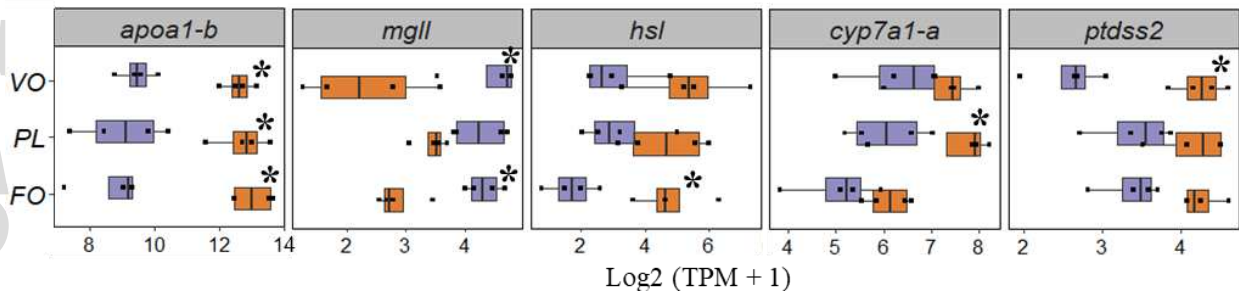 apoa1-b mgll hsl cyp7a1-a ptdss2
VO * * *
PL * *
FO * * *
8 10 12 14 2 3 4 2 4 6 4 5 6 7 8 2 3 4
Log2 (TPM + 1)